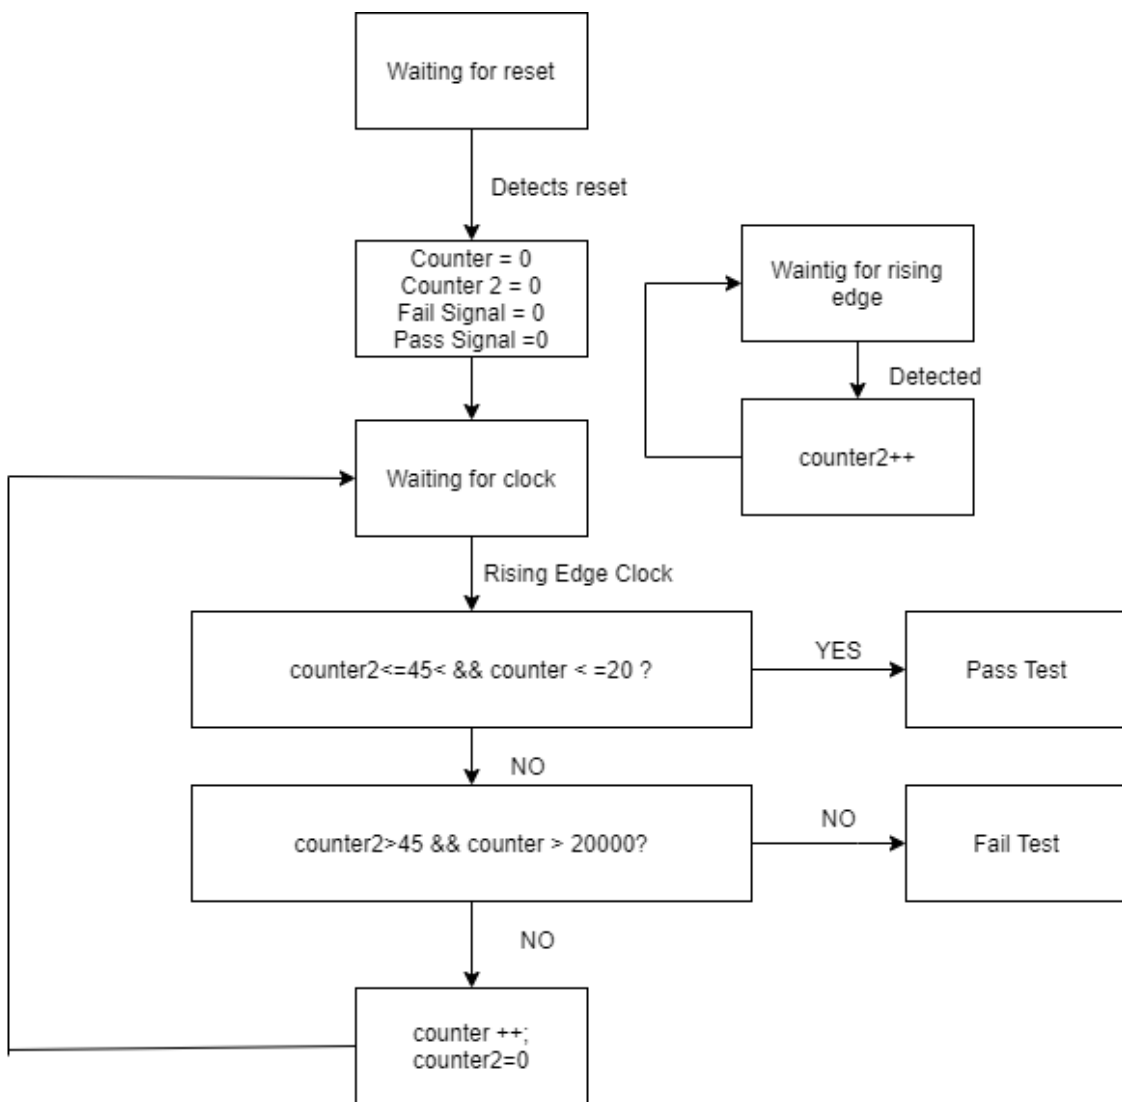 Waiting for reset
Detects reset
Counter = 0
Counter 2 = 0
Fail Signal = 0
Pass Signal =0
Waintig for rising
edge
Detected
counter2++
Waiting for clock
Rising Edge Clock
counter2<=45< && counter < =20 ?
YES
Pass Test
NO
counter2>45 && counter > 20000?
NO
Fail Test
NO
counter ++;
counter2=0